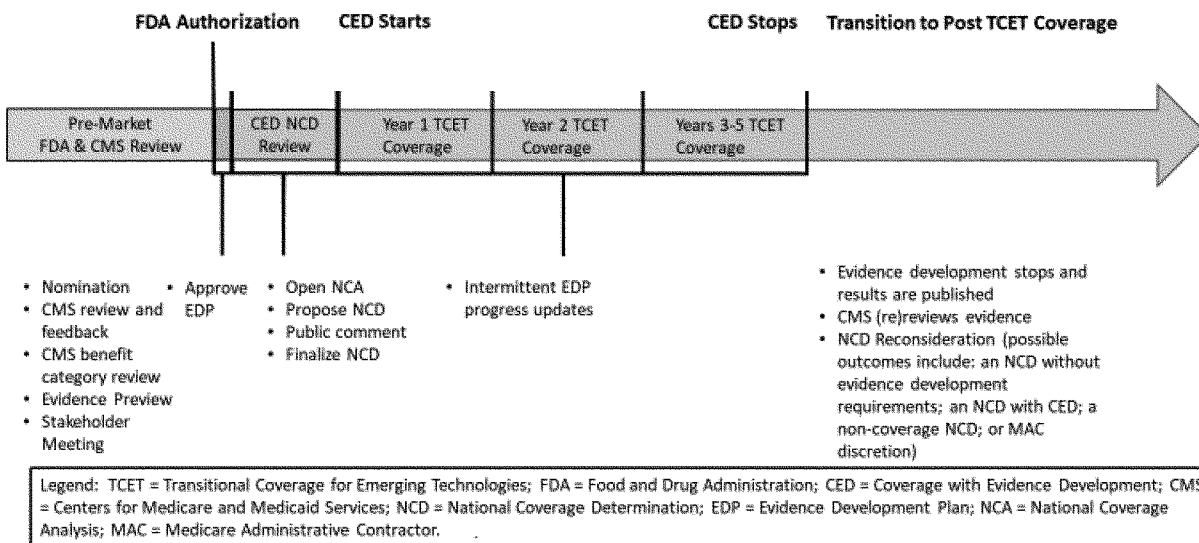 FDA Authorization CED Starts CED Stops Transition to Post TCET Coverage
Pre-Market
FDA & CMS Review
CED NCD
Review
Year 1 TCET
Coverage
Year 2 TCET
Coverage
Years 3-5 TCET
Coverage
• Nomination
• CMS review and
feedback
• CMS benefit
category review
• Evidence Preview
• Stakeholder
Meeting
• Approve
EDP
• Open NCA
• Propose NCD
• Public comment
• Finalize NCD
• Intermittent EDP
progress updates
• Evidence development stops and
results are published
• CMS (re)reviews evidence
• NCD Reconsideration (possible
outcomes include: an NCD without
evidence development
requirements; an NCD with CED; a
non-coverage NCD; or MAC
discretion)
Legend: TCET = Transitional Coverage for Emerging Technologies; FDA = Food and Drug Administration; CED = Coverage with Evidence Development; CMS
= Centers for Medicare and Medicaid Services; NCD = National Coverage Determination; EDP = Evidence Development Plan; NCA = National Coverage
Analysis; MAC = Medicare Administrative Contractor.